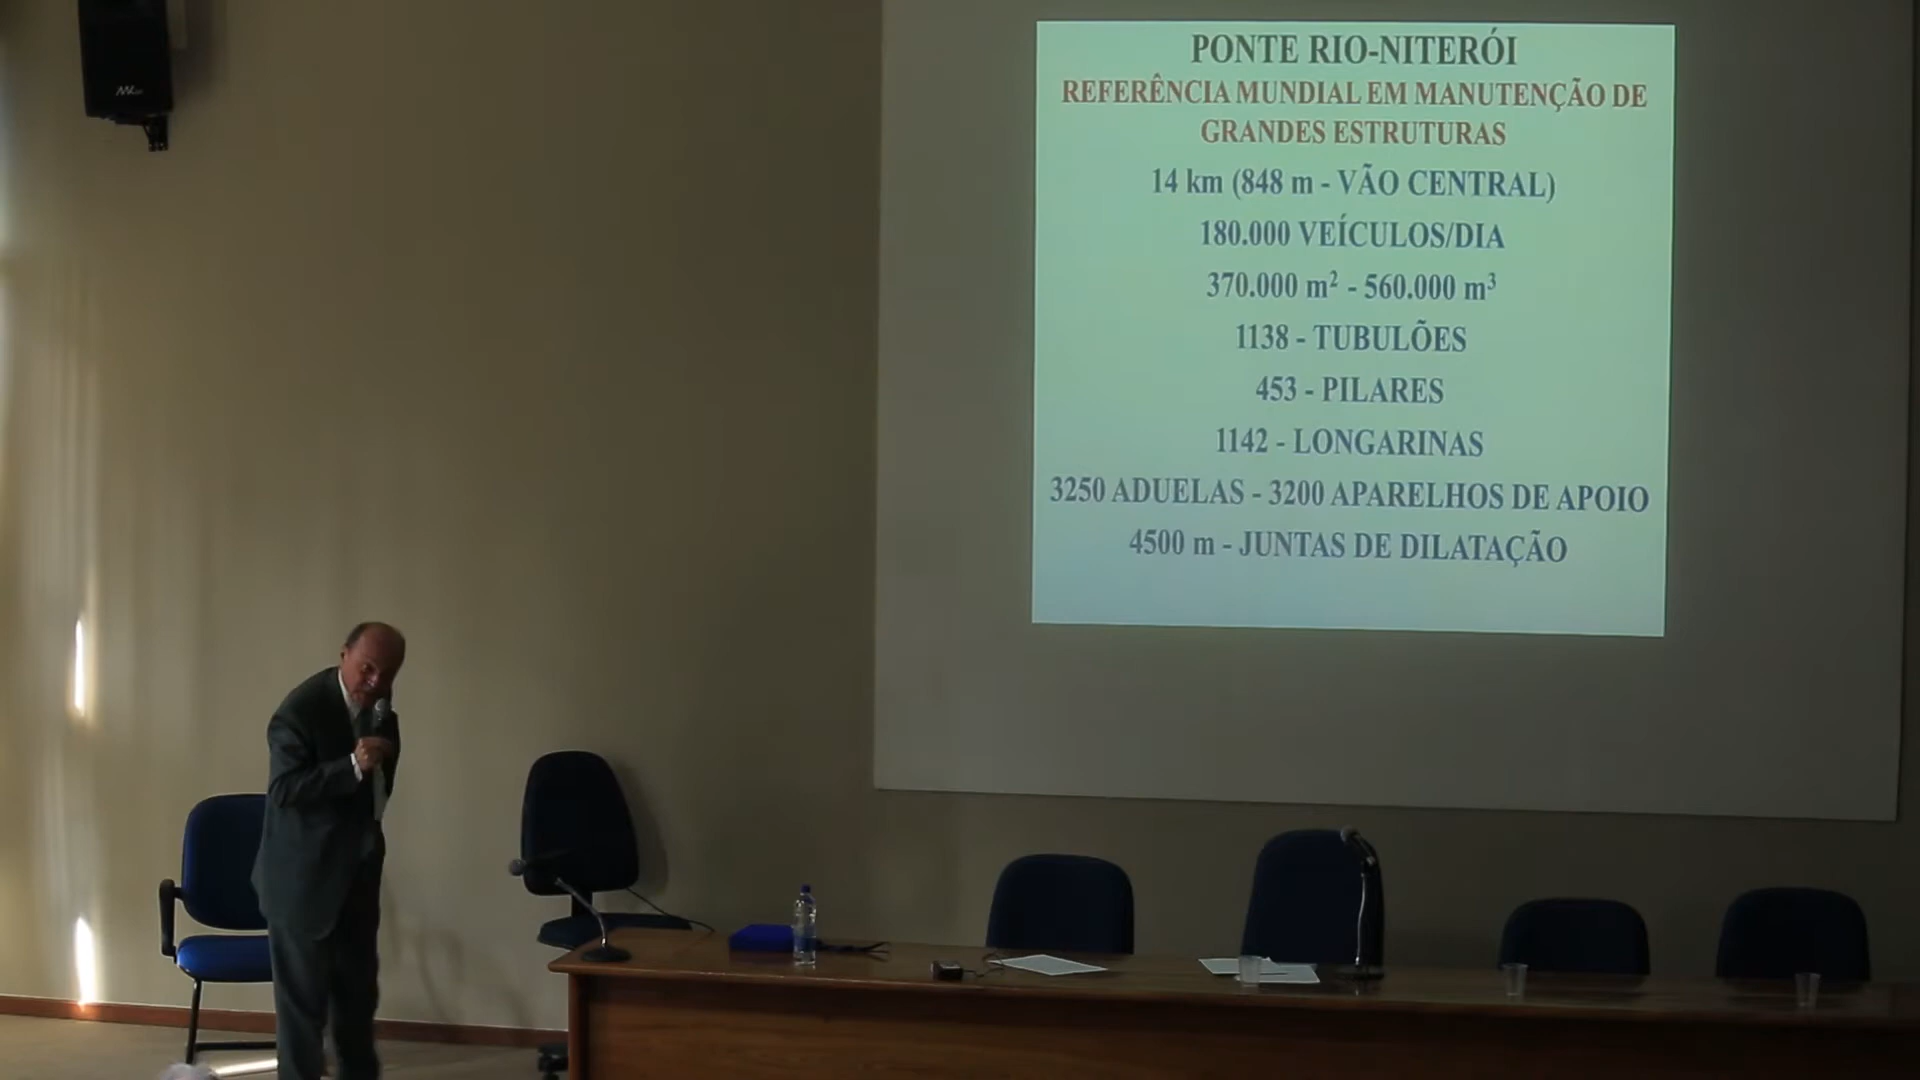 PONTE RIO-NITERÓI
REFERÊNCIA MUNDIAL EM MANUTENÇÃO DE
GRANDES ESTRUTURAS
14 km (848 m - VÃO CENTRAL)
180.000 VEÍCULOS/DIA
370.000 m² - 560.000 m³
1138 - TUBULÕES
453 - PILARES
1142 - LONGARINAS
3250 ADUELAS - 3200 APARELHOS DE APOIO
4500 m - JUNTAS DE DILATAÇÃO